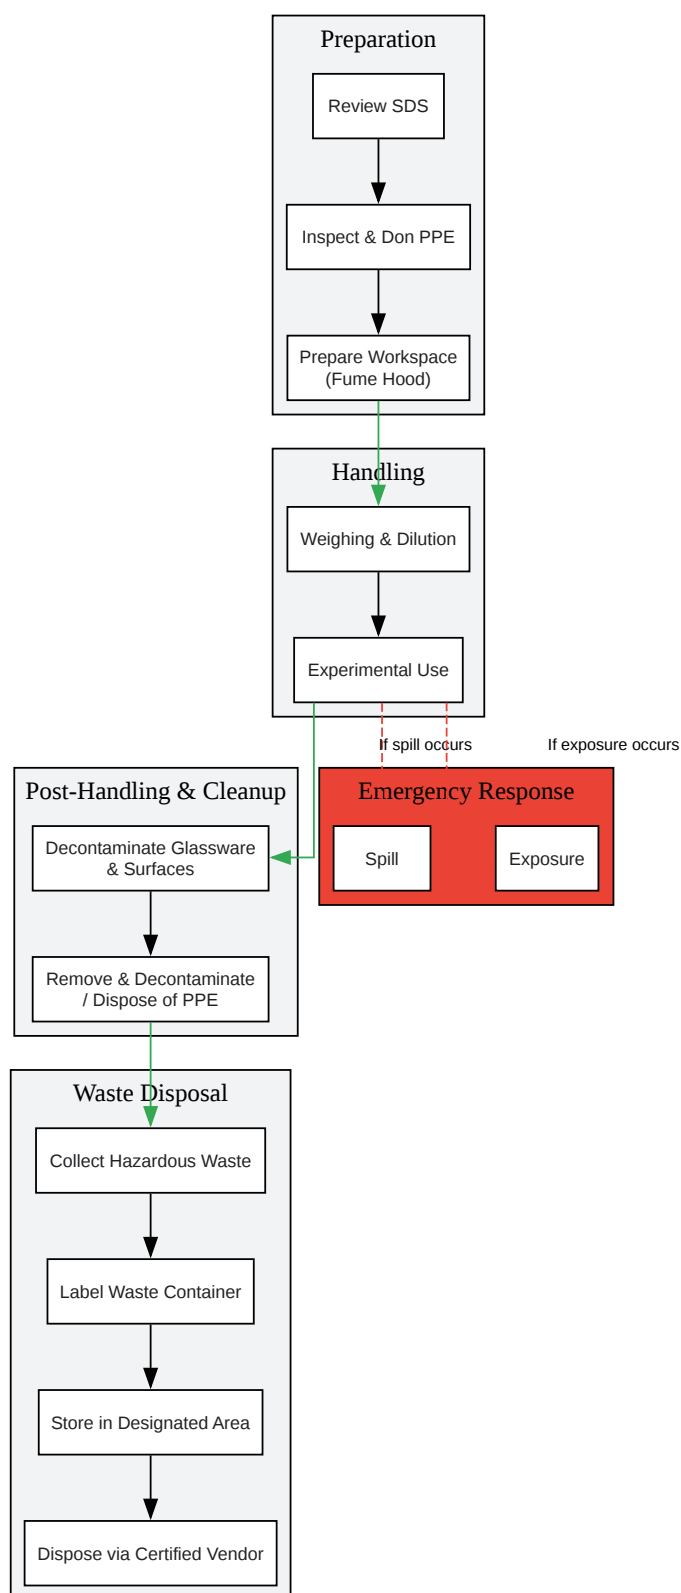 Preparation
Review SDS
Inspect & Don PPE
Prepare Workspace
(Fume Hood)
Handling
Weighing & Dilution
Experimental Use
If spill occurs
If exposure occurs
Post-Handling & Cleanup
Decontaminate Glassware
& Surfaces
Remove & Decontaminate
/ Dispose of PPE
Emergency Response
Spill
Exposure
Waste Disposal
Collect Hazardous Waste
Label Waste Container
Store in Designated Area
Dispose via Certified Vendor